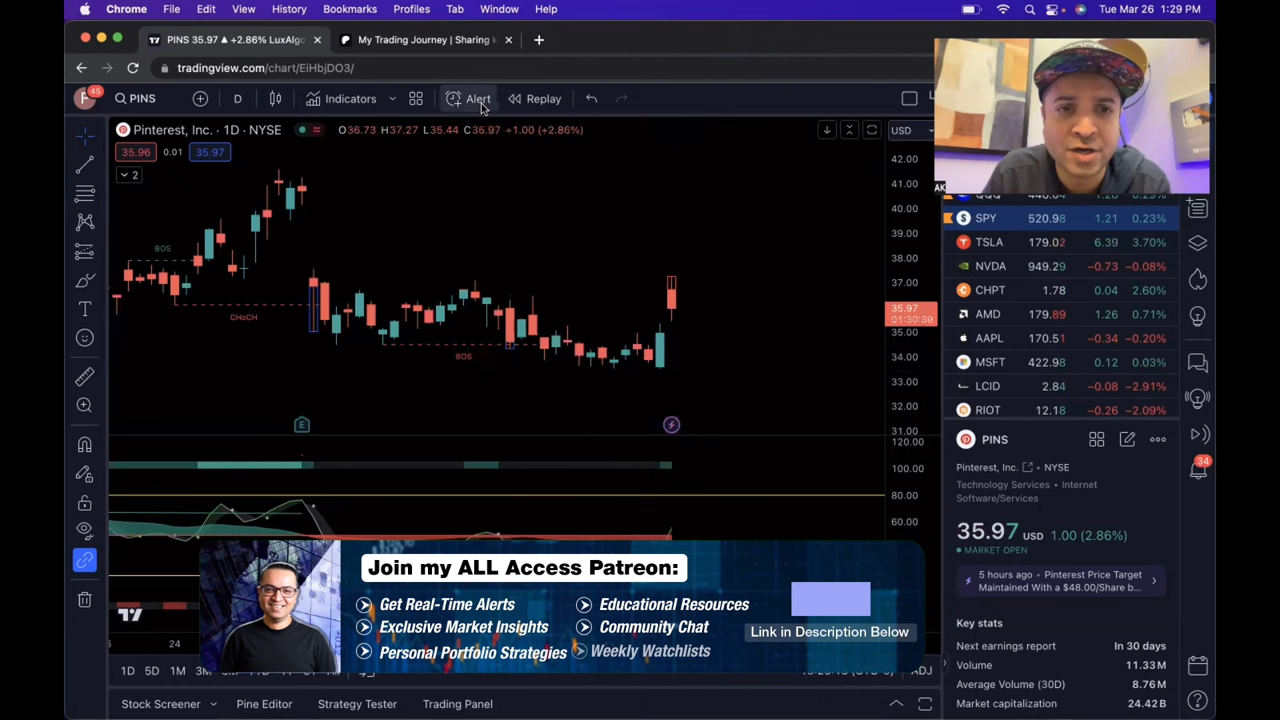 Chrome File Edit View History Bookmarks Profiles Tab Window Help Tue Mar 26 1:29 PM
PINS 35.97 ▲ +2.86% LuxAlgo × My Trading Journey | Sharing × +
tradingview.com/chart/EiHbjDO3/
F 45 PINS D Indicators Alert Replay
Pinterest, Inc. · 1D · NYSE O36.73 H37.27 L35.44 C35.97 +1.00 (+2.86%) USD
35.96 0.01 35.97
2
42.00
41.00
40.00
39.00
38.00
37.00
35.97
01:30:39
35.00
34.00
33.00
32.00
31.00
120.00
100.00
80.00
60.00
BOS
CHoCH
BOS
E
24
AK
SPY 520.98 1.21 0.23%
TSLA 179.02 6.39 3.70%
NVDA 949.29 −0.73 −0.08%
CHPT 1.78 0.04 2.60%
AMD 179.89 1.26 0.71%
AAPL 170.51 −0.34 −0.20%
MSFT 422.98 0.12 0.03%
LCID 2.84 −0.08 −2.91%
RIOT 12.18 −0.26 −2.09%
34
PINS
Pinterest, Inc. · NYSE
Technology Services · Internet
Software/Services
35.97 USD 1.00 (2.86%)
MARKET OPEN
5 hours ago · Pinterest Price Target
Maintained With a $48.00/Share b...
Key stats
Next earnings report In 30 days
Volume 11.33M
Average Volume (30D) 8.76M
Market capitalization 24.42B
Join my ALL Access Patreon:
Get Real-Time Alerts
Exclusive Market Insights
Personal Portfolio Strategies
Educational Resources
Community Chat
Weekly Watchlists
Link in Description Below
1D 5D 1M ADJ
Stock Screener Pine Editor Strategy Tester Trading Panel